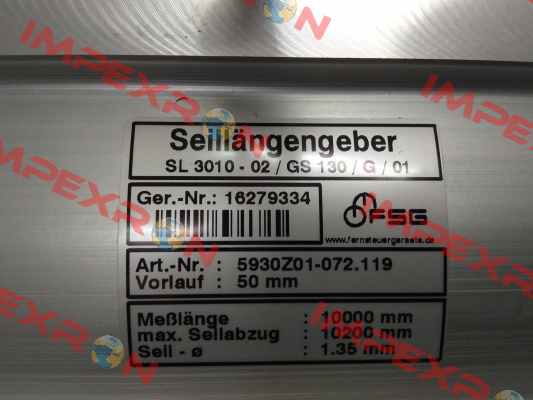 IMPEXRON
IMPEXRON
IMPEXRON
IMPEXRON
Seillängengeber
SL 3010 - 02 / GS 130 / G / 01
Ger.-Nr.: 16279334
FSG
www.fernsteuergeraete.de
Art.-Nr. : 5930Z01-072.119
Vorlauf : 50 mm
Meßlänge : 10000 mm
max. Seilabzug : 10200 mm
Seil - ø : 1.35 mm